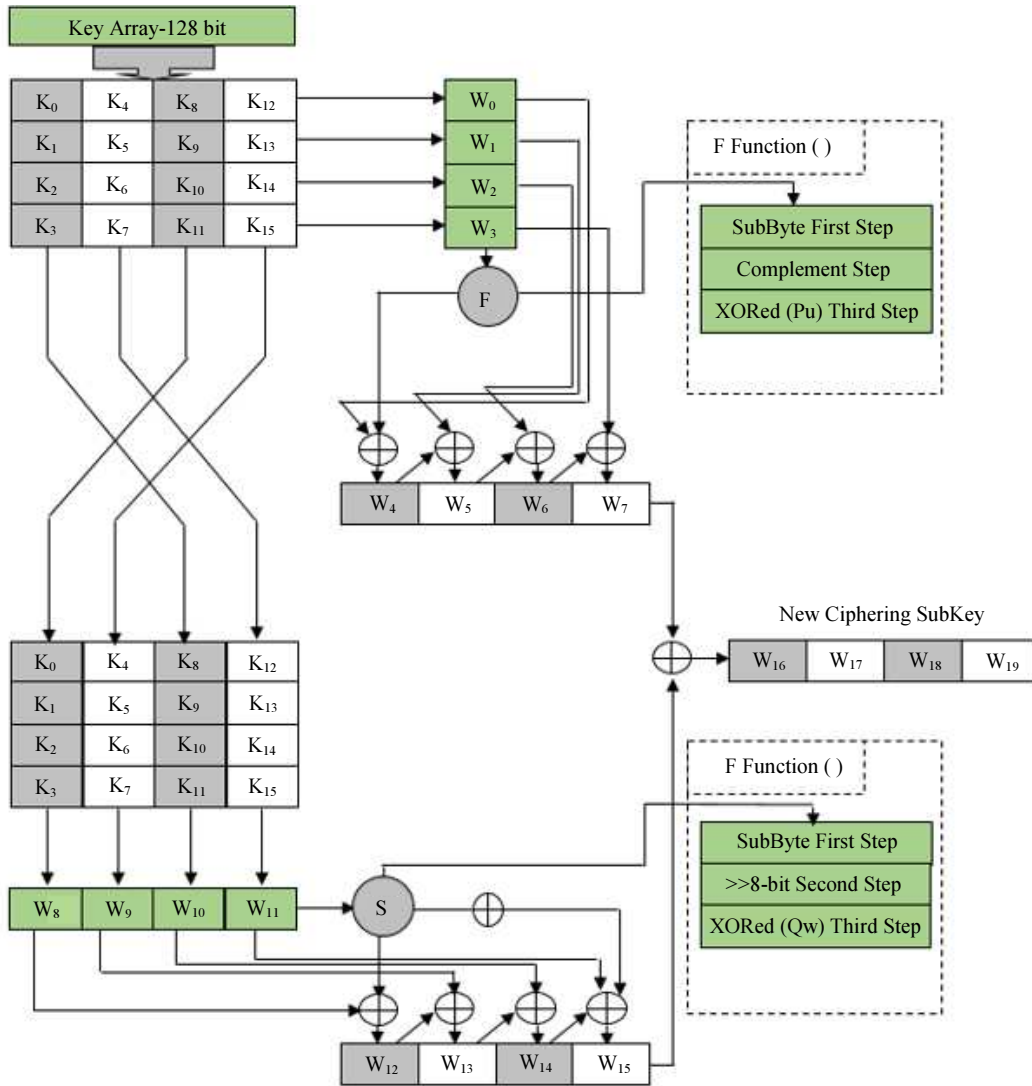 Key Array-128 bit
K0 K4 K8 K12
K1 K5 K9 K13
K2 K6 K10 K14
K3 K7 K11 K15
W0
W1
W2
W3
F
F Function ( )
SubByte First Step
Complement Step
XORed (Pu) Third Step
W4 W5 W6 W7
New Ciphering SubKey
W16 W17 W18 W19
K0 K4 K8 K12
K1 K5 K9 K13
K2 K6 K10 K14
K3 K7 K11 K15
W8 W9 W10 W11
S
F Function ( )
SubByte First Step
>>8-bit Second Step
XORed (Qw) Third Step
W12 W13 W14 W15